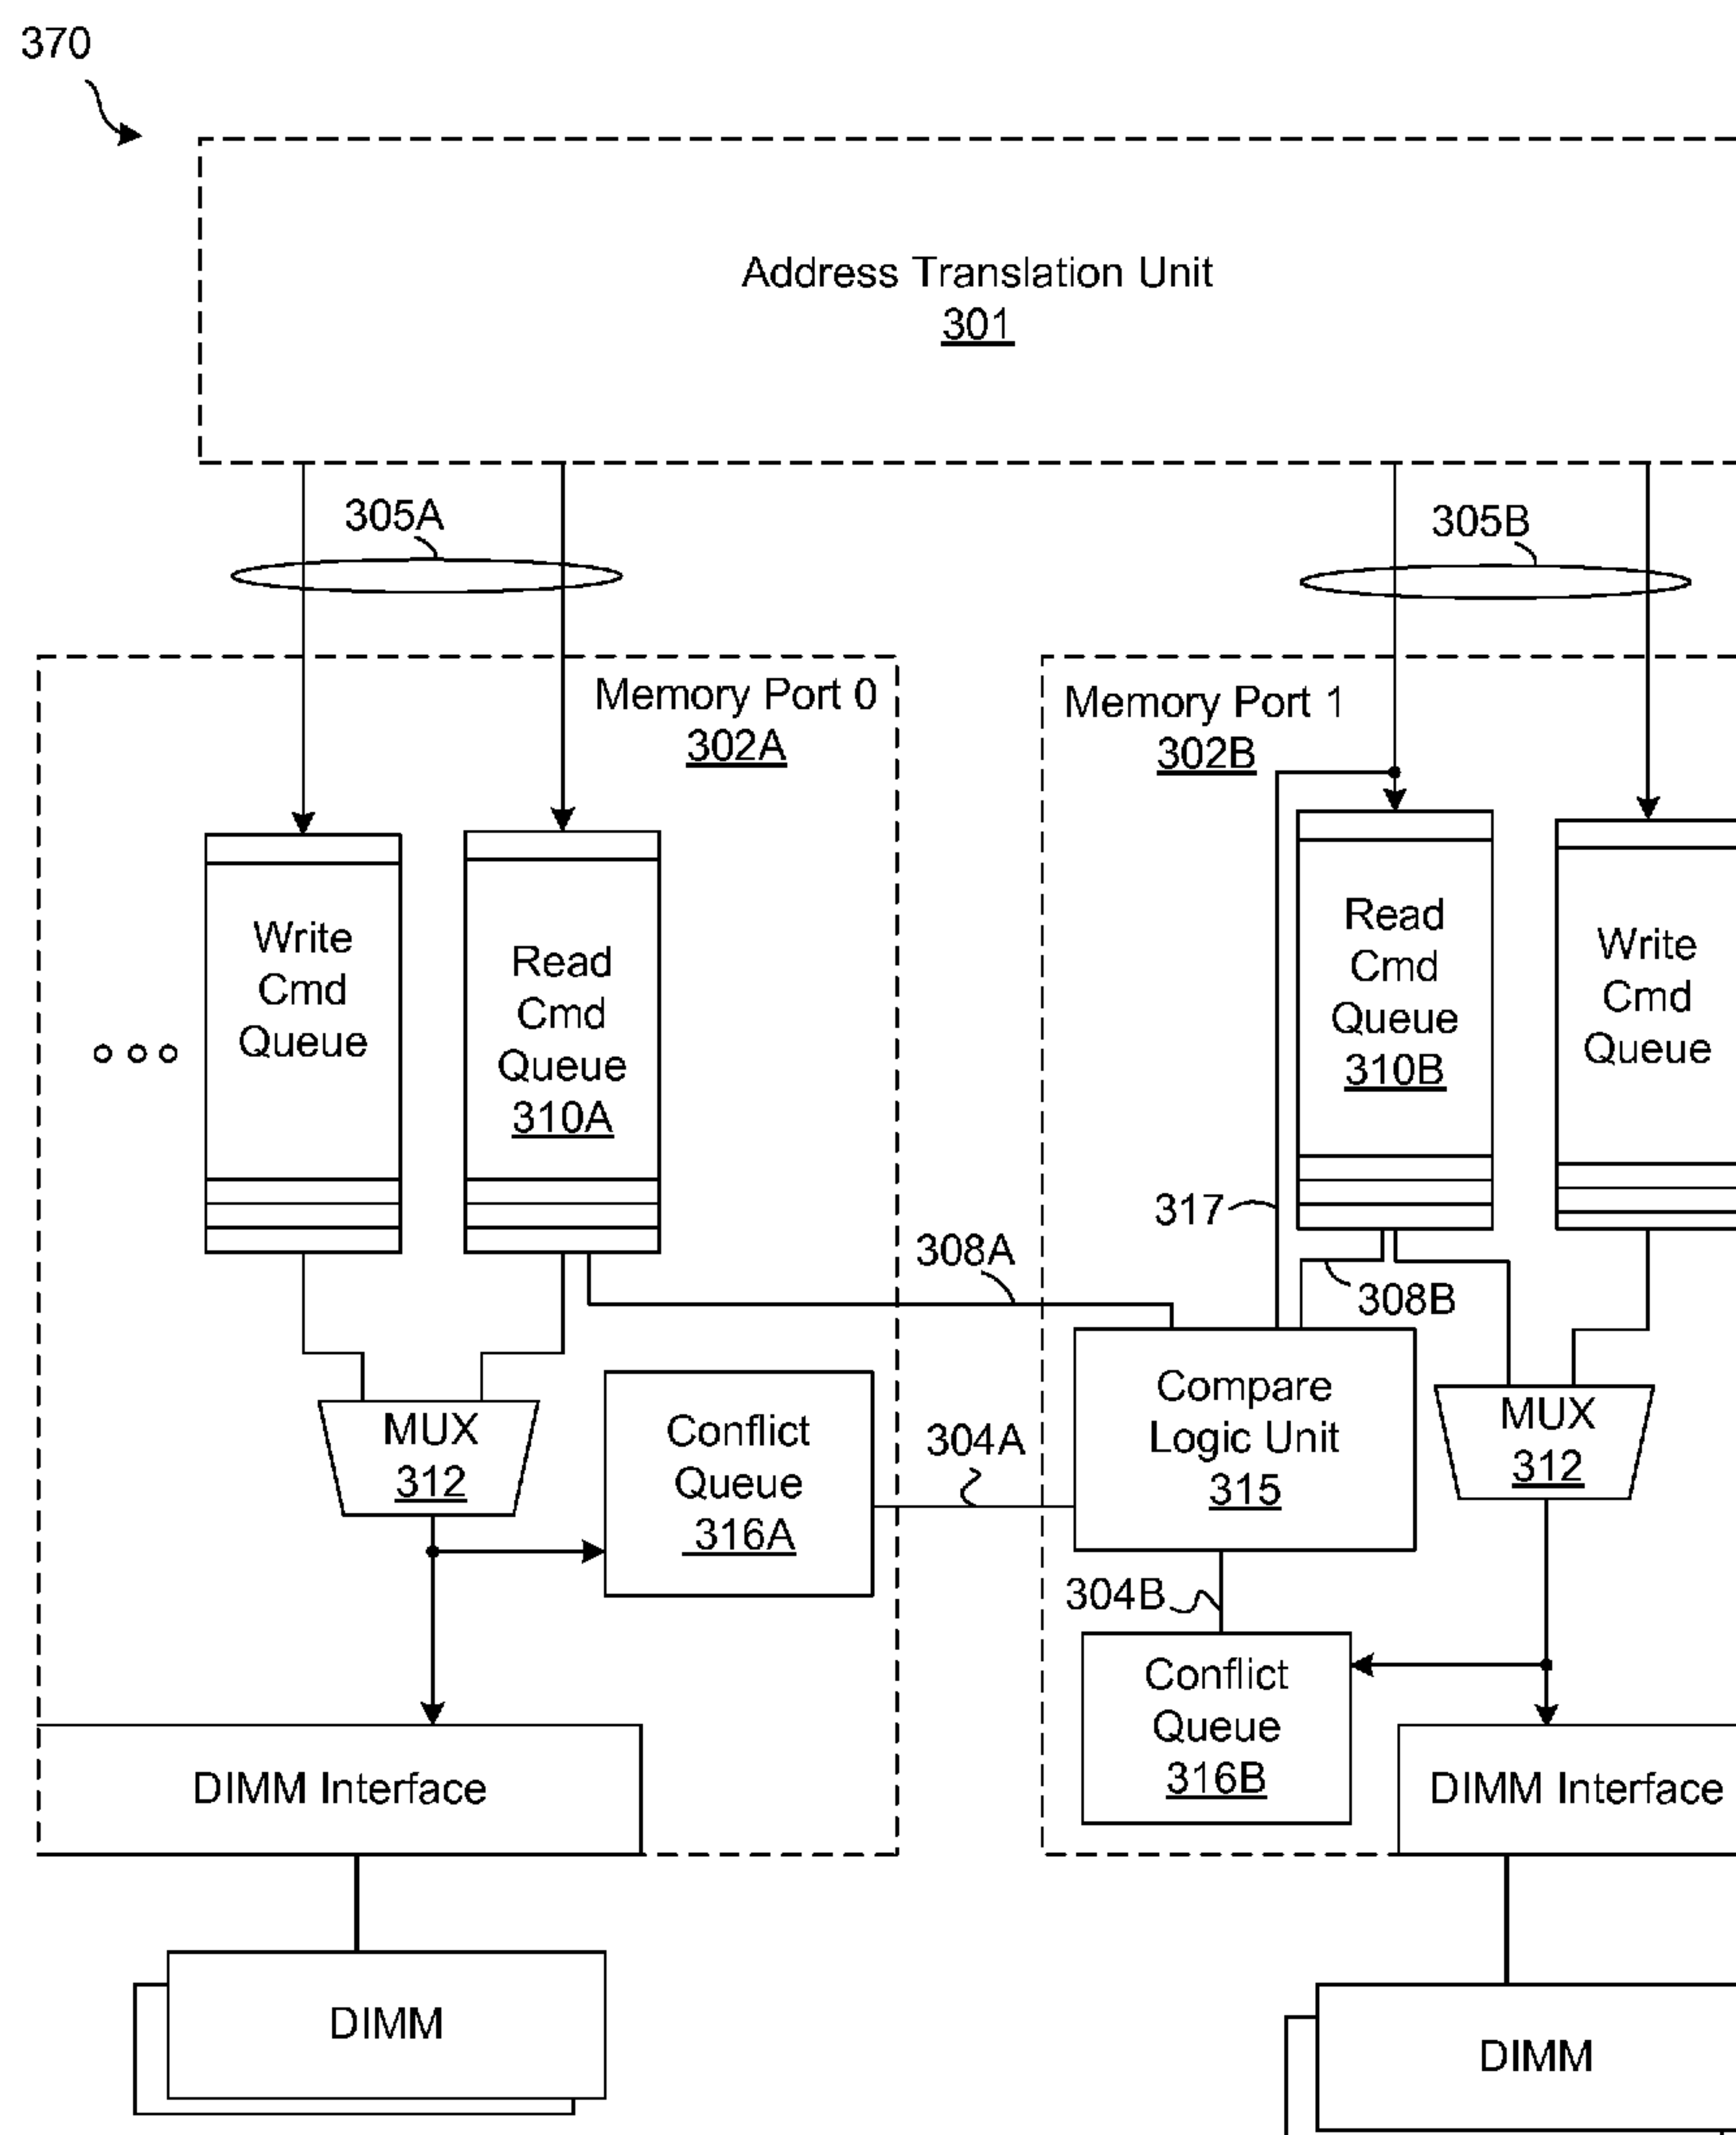 370
Address Translation Unit
301
305A
305B
Memory Port 0
302A
Memory Port 1
302B
Write
Cmd
Queue
Read
Cmd
Queue
310A
Read
Cmd
Queue
310B
Write
Cmd
Queue
317
308A
308B
MUX
312
Conflict
Queue
316A
304A
Compare
Logic Unit
315
MUX
312
304B
Conflict
Queue
316B
DIMM Interface
DIMM Interface
DIMM
DIMM